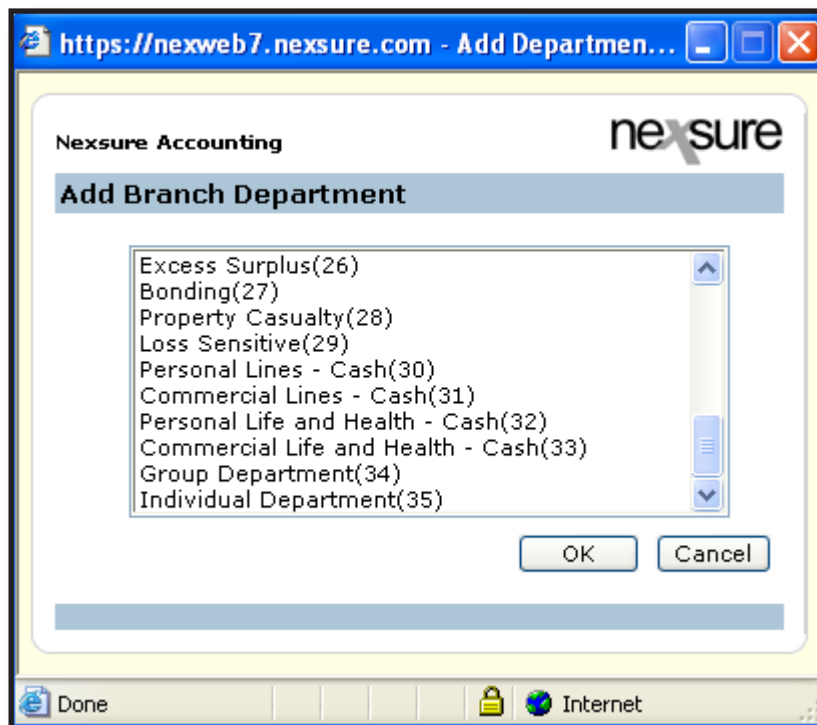 https://nexweb7.nexsure.com - Add Departmen...
Nexsure Accounting
nexsure
Add Branch Department
Excess Surplus(26)
Bonding(27)
Property Casualty(28)
Loss Sensitive(29)
Personal Lines - Cash(30)
Commercial Lines - Cash(31)
Personal Life and Health - Cash(32)
Commercial Life and Health - Cash(33)
Group Department(34)
Individual Department(35)
OK Cancel
Done Internet